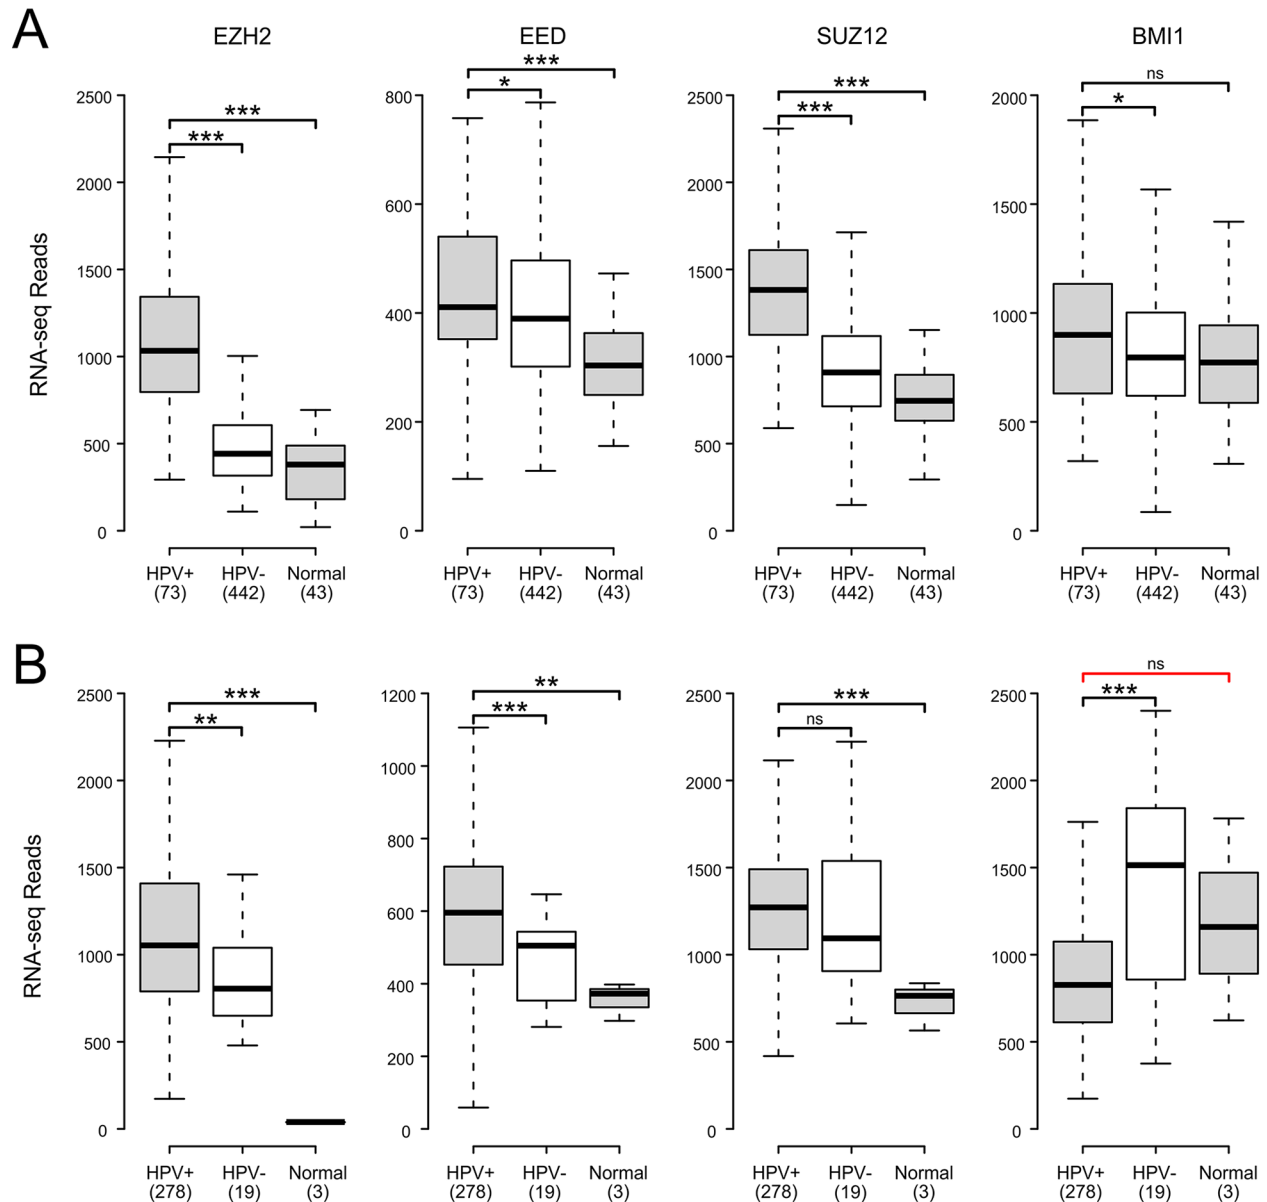 A
EZH2 EED SUZ12 BMI1
RNA-seq Reads
2500
2000
1500
1000
500
0
***
***
HPV+ HPV- Normal
(73) (442) (43)
800
600
400
200
0
***
*
HPV+ HPV- Normal
(73) (442) (43)
2500
2000
1500
1000
500
0
***
***
HPV+ HPV- Normal
(73) (442) (43)
2000
1500
1000
500
0
ns
*
HPV+ HPV- Normal
(73) (442) (43)
B
RNA-seq Reads
2500
2000
1500
1000
500
0
***
**
HPV+ HPV- Normal
(278) (19) (3)
1200
1000
800
600
400
200
0
**
***
HPV+ HPV- Normal
(278) (19) (3)
2500
2000
1500
1000
500
0
***
ns
HPV+ HPV- Normal
(278) (19) (3)
2500
2000
1500
1000
500
0
ns
***
HPV+ HPV- Normal
(278) (19) (3)